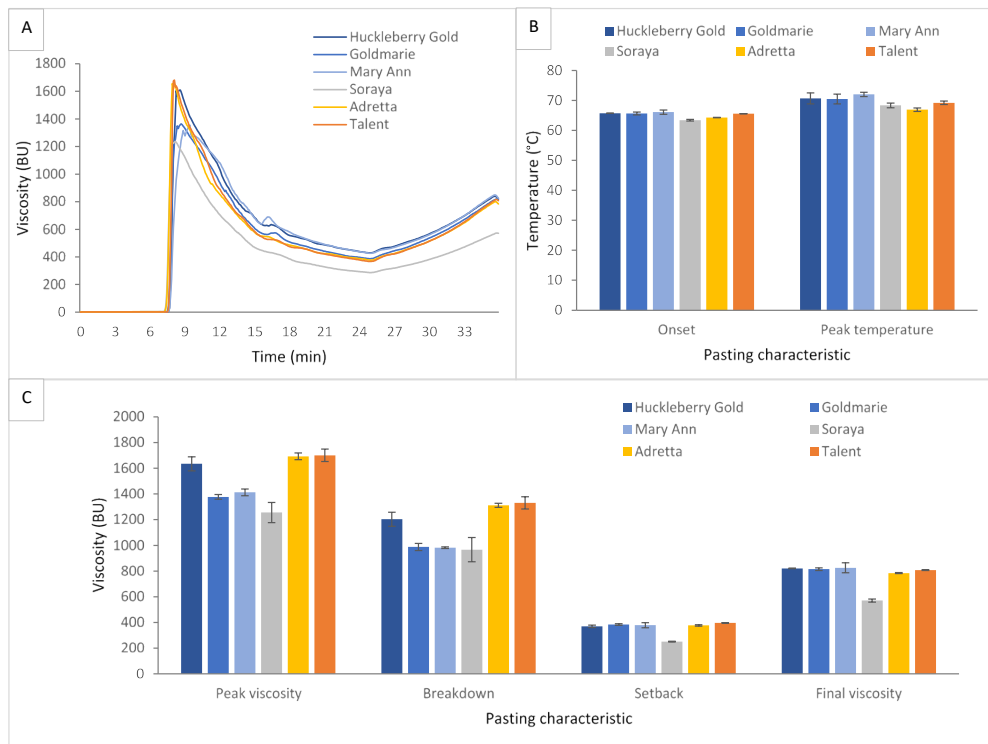 A
Huckleberry Gold
Goldmarie
Mary Ann
Soraya
Adretta
Talent
1800
1600
1400
1200
1000
800
600
400
200
0
Viscosity (BU)
0 3 6 9 12 15 18 21 24 27 30 33
Time (min)
B
Huckleberry Gold Goldmarie Mary Ann
Soraya Adretta Talent
80
70
60
50
40
30
20
10
0
Temperature (°C)
Onset Peak temperature
Pasting characteristic
C
Huckleberry Gold Goldmarie
Mary Ann Soraya
Adretta Talent
2000
1800
1600
1400
1200
1000
800
600
400
200
0
Viscosity (BU)
Peak viscosity Breakdown Setback Final viscosity
Pasting characteristic